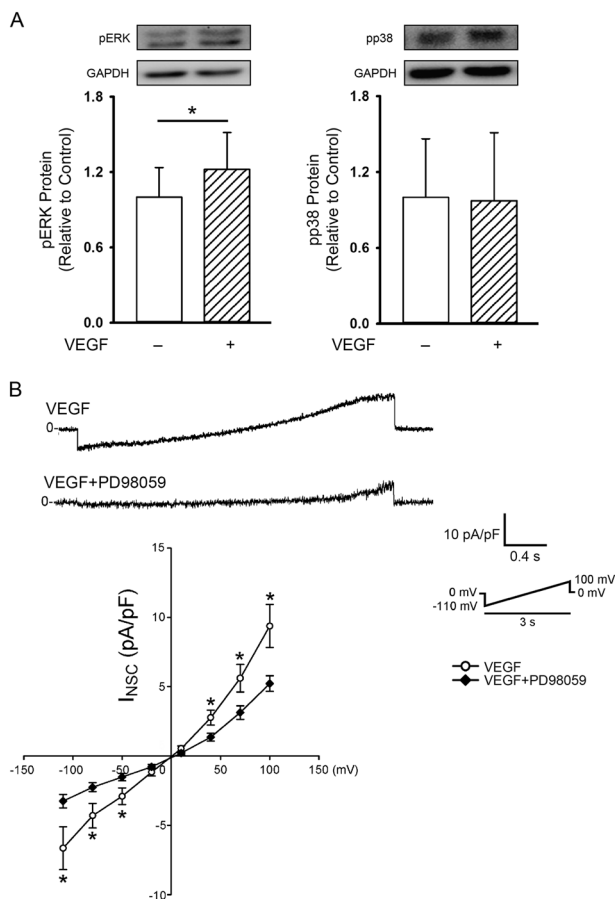 A
pERK
GAPDH
pp38
GAPDH
1.8
1.2
0.6
0.0
pERK Protein
(Relative to Control)
*
VEGF
–
+
1.8
1.2
0.6
0.0
pp38 Protein
(Relative to Control)
–
+
B
VEGF
0-
VEGF+PD98059
0-
10 pA/pF
0.4 s
0 mV
100 mV
0 mV
-110 mV
3 s
VEGF
VEGF+PD98059
INSC (pA/pF)
15
10
5
-5
-10
-150
-100
-50
0
50
100
150
(mV)
*
*
*
*
*
*